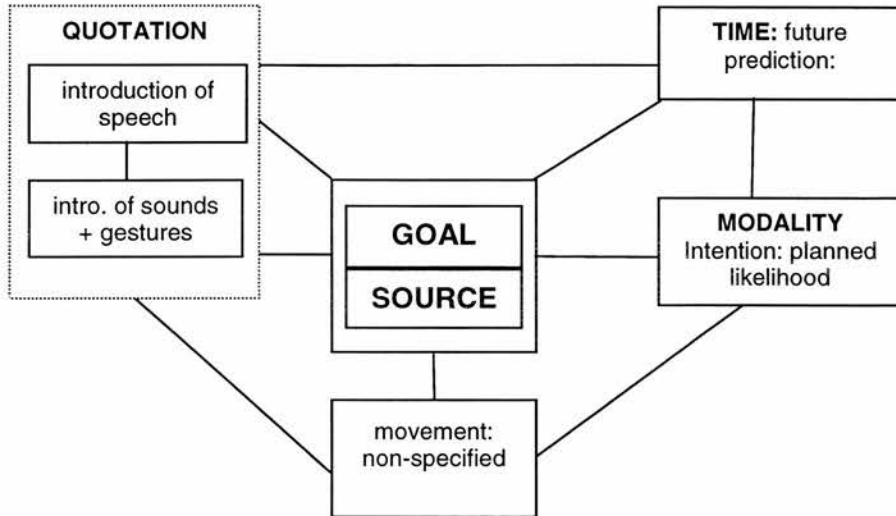 QUOTATION
introduction of
speech
intro. of sounds
+ gestures
TIME: future
prediction:
GOAL
SOURCE
MODALITY
Intention: planned
likelihood
movement:
non-specified